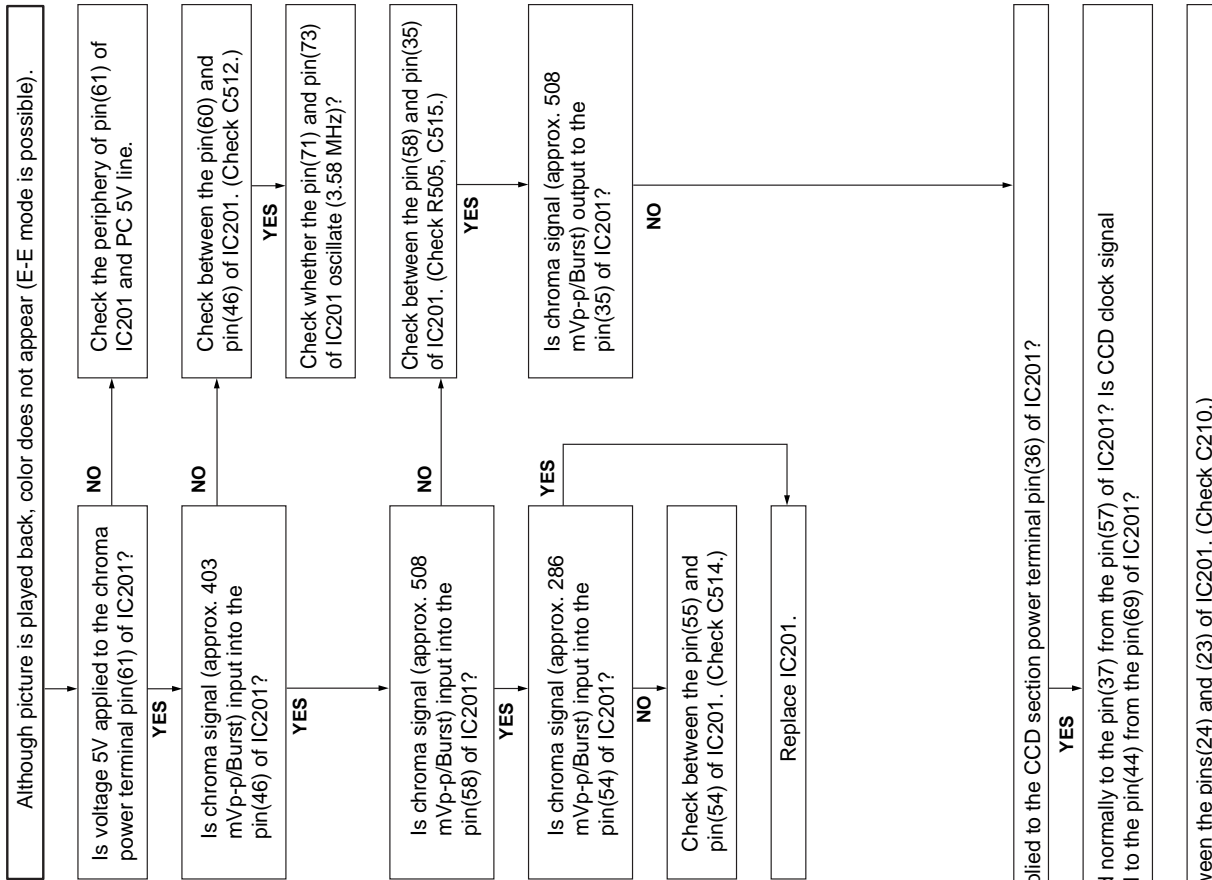 Although picture is played back, color does not appear (E-E mode is possible).
Is voltage 5V applied to the chroma
power terminal pin(61) of IC201?
NO
Check the periphery of pin(61) of
IC201 and PC 5V line.
YES
Is chroma signal (approx. 403
mVp-p/Burst) input into the
pin(46) of IC201?
NO
Check between the pin(60) and
pin(46) of IC201. (Check C512.)
YES
Check whether the pin(71) and pin(73)
of IC201 oscillate (3.58 MHz)?
YES
Is chroma signal (approx. 508
mVp-p/Burst) input into the
pin(58) of IC201?
NO
Check between the pin(58) and pin(35)
of IC201. (Check R505, C515.)
YES
Is chroma signal (approx. 508
mVp-p/Burst) output to the
pin(35) of IC201?
NO
YES
Is chroma signal (approx. 286
mVp-p/Burst) input into the
pin(54) of IC201?
YES
NO
Check between the pin(55) and
pin(54) of IC201. (Check C514.)
Replace IC201.
plied to the CCD section power terminal pin(36) of IC201?
YES
d normally to the pin(37) from the pin(57) of IC201? Is CCD clock signal
d to the pin(44) from the pin(69) of IC201?
ween the pins(24) and (23) of IC201. (Check C210.)